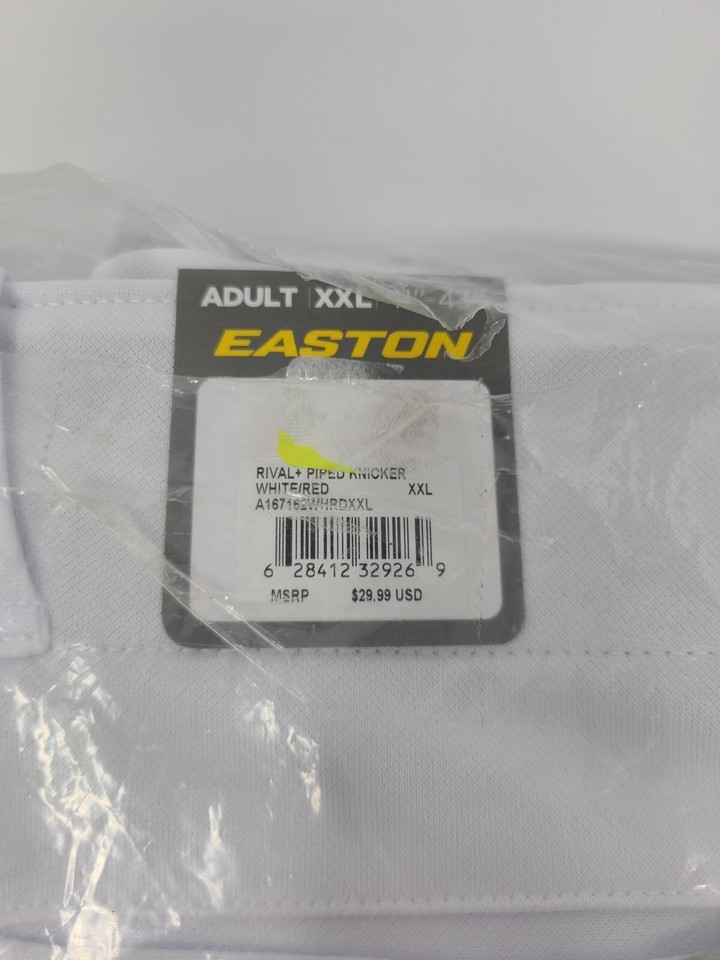 ADULT | XXL
EASTON
RIVAL+ PIPED KNICKER
WHITE/RED XXL
A167162WHRDXXL
6 28412 32926 9
MSRP $29.99 USD